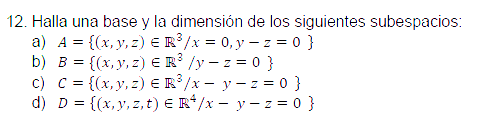 12. Halla una base y la dimensión de los siguientes subespacios:
a) A = {(x, y, z) ∈ ℝ³/x = 0, y − z = 0 }
b) B = {(x, y, z) ∈ ℝ³ /y − z = 0 }
c) C = {(x, y, z) ∈ ℝ³/x − y − z = 0 }
d) D = {(x, y, z, t) ∈ ℝ⁴/x − y − z = 0 }